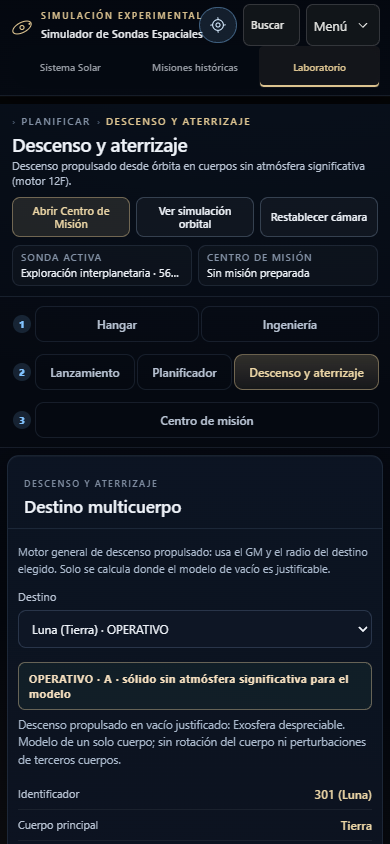 SIMULACIÓN EXPERIMENTAL
Simulador de Sondas Espaciales
Buscar
Menú
Sistema Solar
Misiones históricas
Laboratorio
› PLANIFICAR › DESCENSO Y ATERRIZAJE
Descenso y aterrizaje
Descenso propulsado desde órbita en cuerpos sin atmósfera significativa
(motor 12F).
Abrir Centro de
Misión
Ver simulación
orbital
Restablecer cámara
SONDA ACTIVA
Exploración interplanetaria · 56...
CENTRO DE MISIÓN
Sin misión preparada
1
Hangar
Ingeniería
2
Lanzamiento
Planificador
Descenso y aterrizaje
3
Centro de misión
DESCENSO Y ATERRIZAJE
Destino multicuerpo
Motor general de descenso propulsado: usa el GM y el radio del destino
elegido. Solo se calcula donde el modelo de vacío es justificable.
Destino
Luna (Tierra) · OPERATIVO
OPERATIVO · A · sólido sin atmósfera significativa para el
modelo
Descenso propulsado en vacío justificado: Exosfera despreciable.
Modelo de un solo cuerpo; sin rotación del cuerpo ni perturbaciones
de terceros cuerpos.
Identificador
301 (Luna)
Cuerpo principal
Tierra